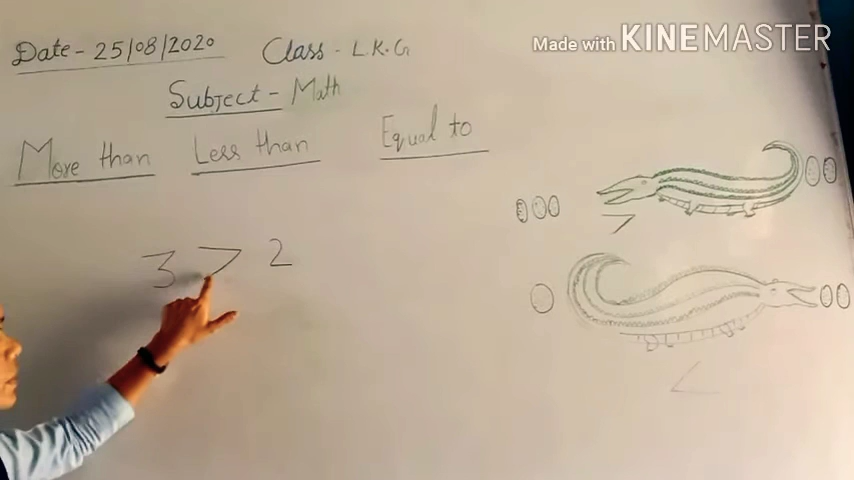 Made with KINEMASTER
Date - 25/08/2020 Class - L.K.G
Subject - Math
More than Less than Equal to
>
3 > 2
<